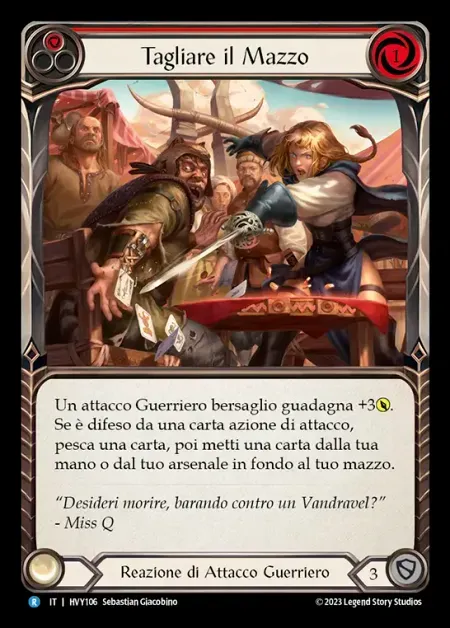 Tagliare il Mazzo
1
Un attacco Guerriero bersaglio guadagna +3.
Se è difeso da una carta azione di attacco,
pesca una carta, poi metti una carta dalla tua
mano o dal tuo arsenale in fondo al tuo mazzo.
“Desideri morire, barando contro un Vandravel?”
- Miss Q
Reazione di Attacco Guerriero
3
R IT | HVY106 Sebastian Giacobino
© 2023 Legend Story Studios